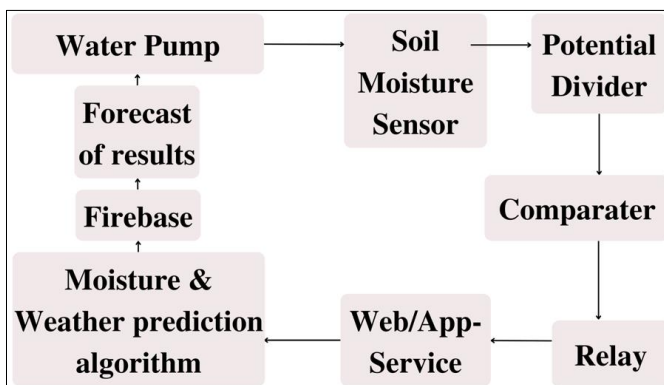 Water Pump
Soil
Moisture
Sensor
Potential
Divider
Comparater
Relay
Web/App-
Service
Moisture &
Weather prediction
algorithm
Firebase
Forecast
of results